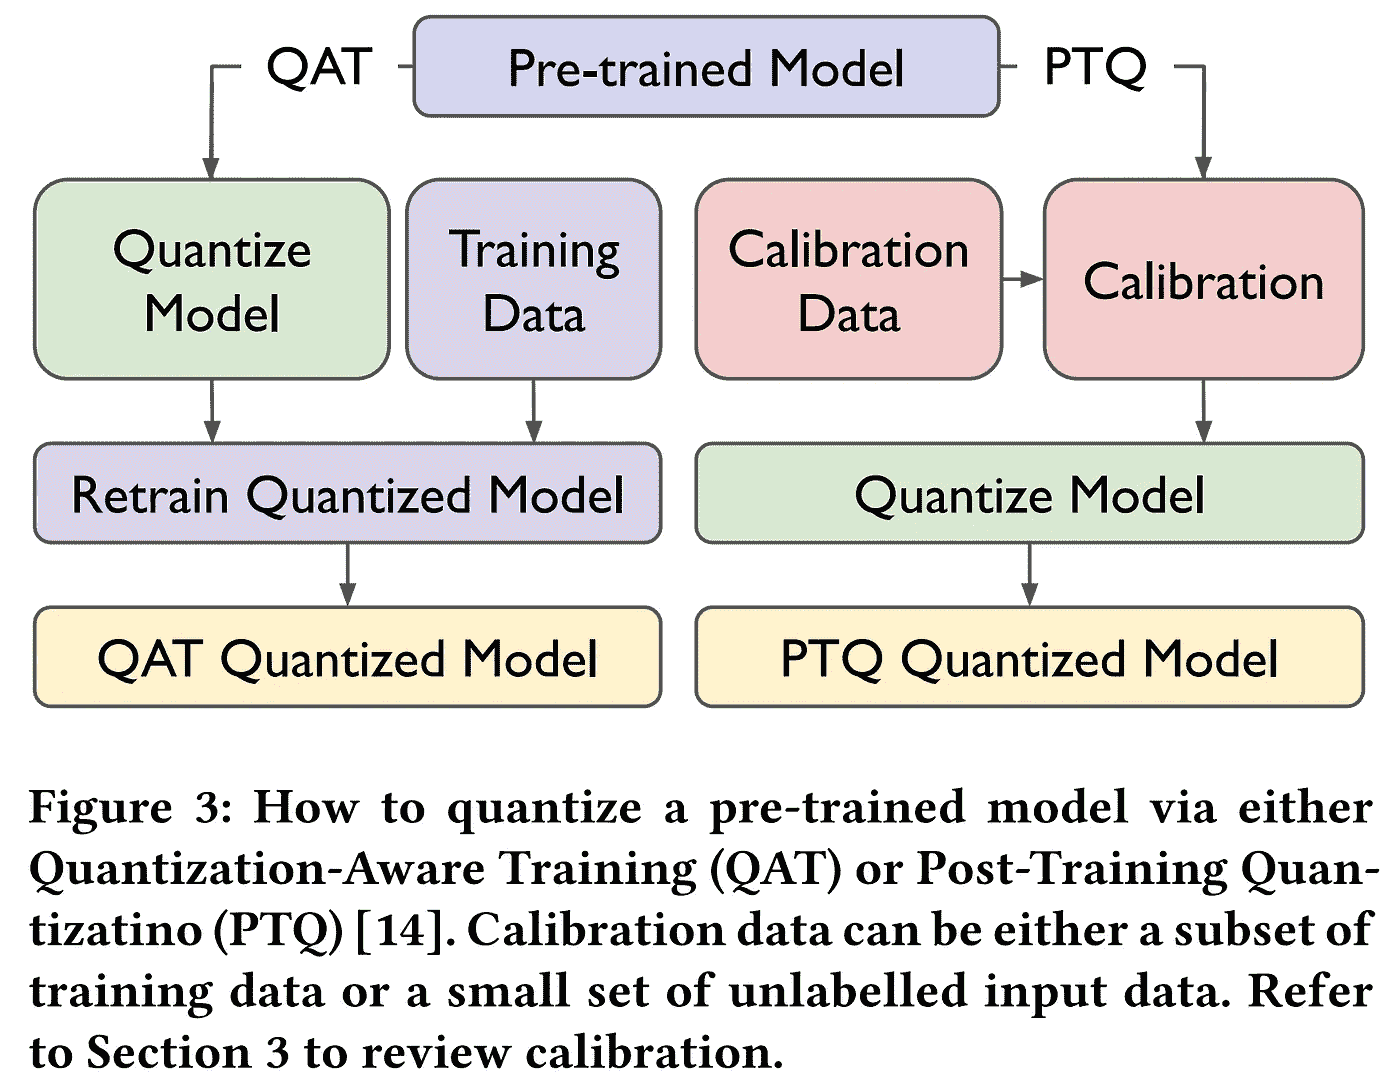 QAT
Pre-trained Model
PTQ
Quantize
Model
Training
Data
Calibration
Data
Calibration
Retrain Quantized Model
Quantize Model
QAT Quantized Model
PTQ Quantized Model
Figure 3: How to quantize a pre-trained model via either
Quantization-Aware Training (QAT) or Post-Training Quan-
tizatino (PTQ) [14]. Calibration data can be either a subset of
training data or a small set of unlabelled input data. Refer
to Section 3 to review calibration.